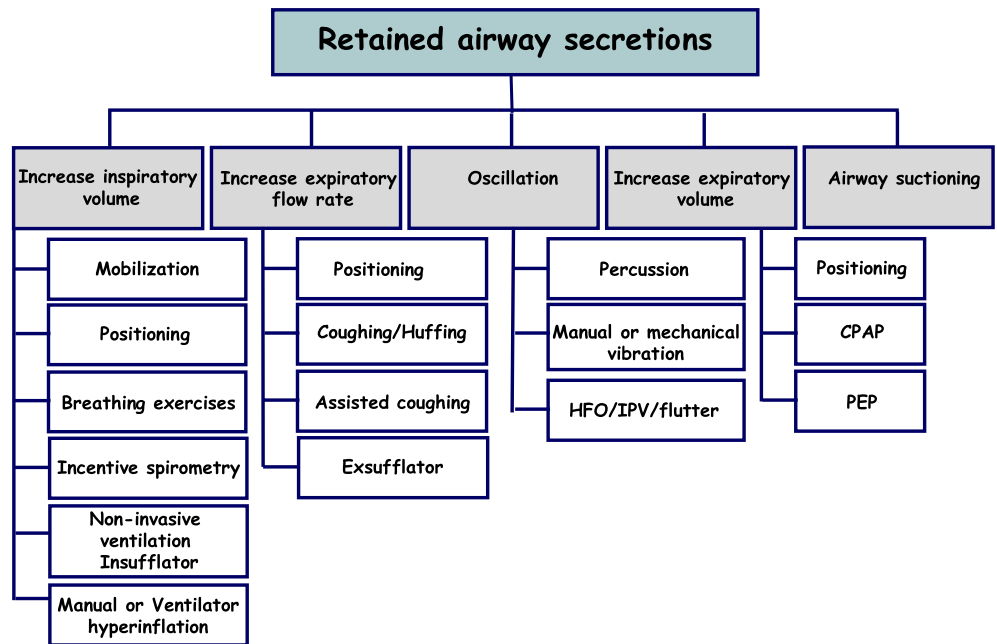 Retained airway secretions
Increase inspiratory
volume
Increase expiratory
flow rate
Oscillation
Increase expiratory
volume
Airway suctioning
Mobilization
Positioning
Breathing exercises
Incentive spirometry
Non-invasive
ventilation
Insufflator
Manual or Ventilator
hyperinflation
Positioning
Coughing/Huffing
Assisted coughing
Exsufflator
Percussion
Manual or mechanical
vibration
HFO/IPV/flutter
Positioning
CPAP
PEP